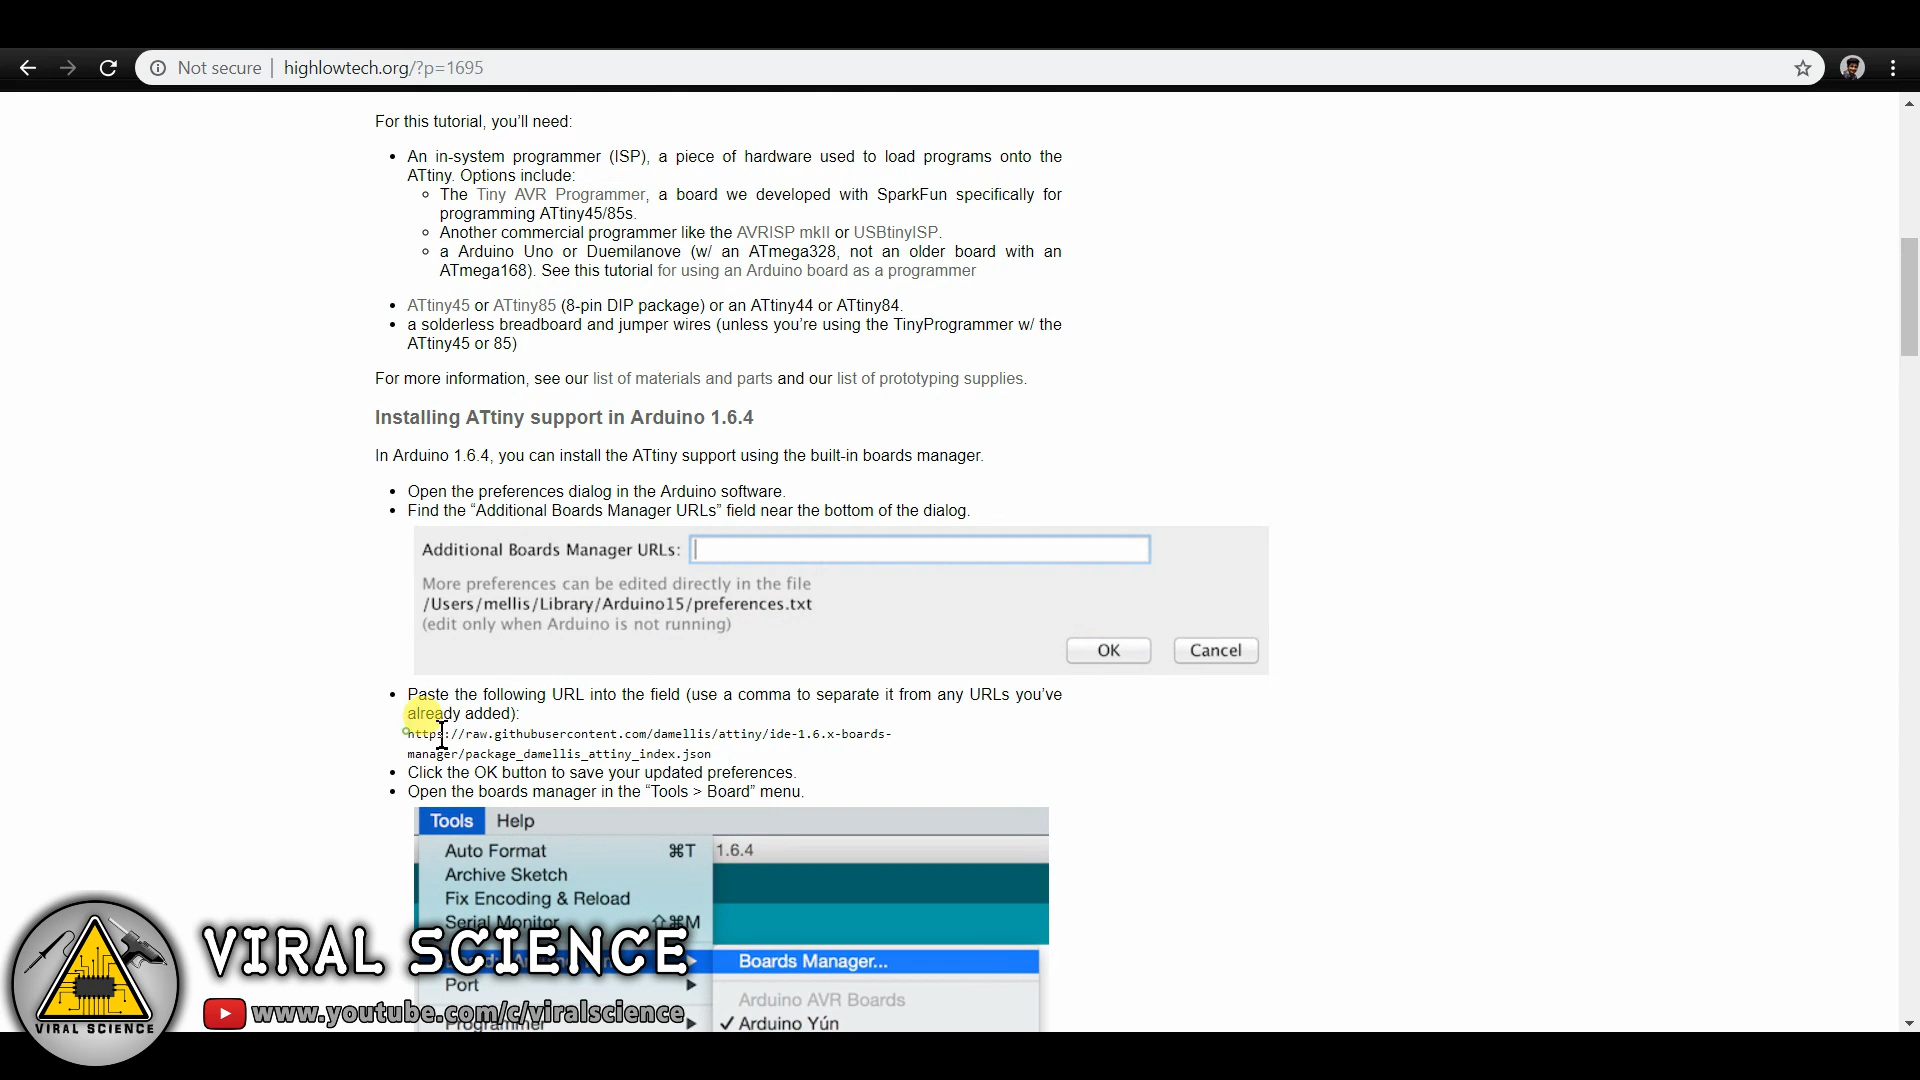 Not secure | highlowtech.org/?p=1695
For this tutorial, you'll need:
An in-system programmer (ISP), a piece of hardware used to load programs onto the
ATtiny. Options include:
The Tiny AVR Programmer, a board we developed with SparkFun specifically for
programming ATtiny45/85s.
Another commercial programmer like the AVRISP mkII or USBtinyISP.
a Arduino Uno or Duemilanove (w/ an ATmega328, not an older board with an
ATmega168). See this tutorial for using an Arduino board as a programmer
ATtiny45 or ATtiny85 (8-pin DIP package) or an ATtiny44 or ATtiny84.
a solderless breadboard and jumper wires (unless you're using the TinyProgrammer w/ the
ATtiny45 or 85)
For more information, see our list of materials and parts and our list of prototyping supplies.
Installing ATtiny support in Arduino 1.6.4
In Arduino 1.6.4, you can install the ATtiny support using the built-in boards manager.
Open the preferences dialog in the Arduino software.
Find the “Additional Boards Manager URLs” field near the bottom of the dialog.
Additional Boards Manager URLs:
More preferences can be edited directly in the file
/Users/mellis/Library/Arduino15/preferences.txt
(edit only when Arduino is not running)
OK Cancel
Paste the following URL into the field (use a comma to separate it from any URLs you've
already added):
https://raw.githubusercontent.com/damellis/attiny/ide-1.6.x-boards-
manager/package_damellis_attiny_index.json
Click the OK button to save your updated preferences.
Open the boards manager in the “Tools > Board” menu.
Tools Help
Auto Format ⌘T 1.6.4
Archive Sketch
Fix Encoding & Reload
Serial Monitor ⇧⌘M
Boards Manager...
Port
Arduino AVR Boards
Programmer
✓ Arduino Yún
VIRAL SCIENCE
www.youtube.com/c/viralscience
VIRAL SCIENCE